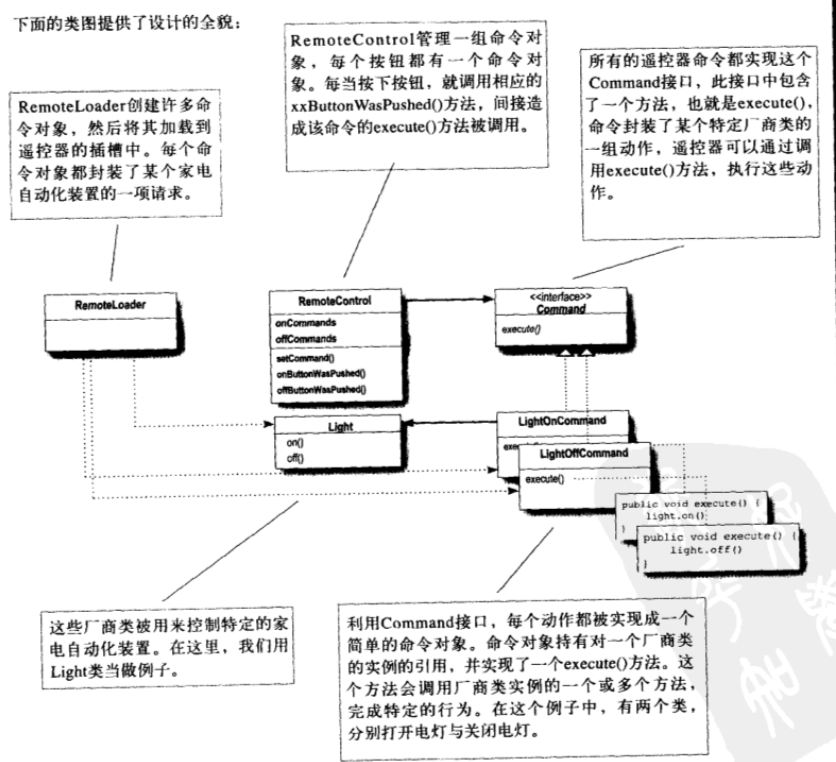 下面的类图提供了设计的全貌：
RemoteLoader创建许多命
令对象，然后将其加载到
遥控器的插槽中。每个命
令对象都封装了某个家电
自动化装置的一项请求。
RemoteControl管理一组命令对
象，每个按钮都有一个命令对
象。每当按下按钮，就调用相应的
xxButtonWasPushed()方法，间接造
成该命令的execute()方法被调用。
所有的遥控器命令都实现这个
Command接口，此接口中包含
了一个方法，也就是execute()，
命令封装了某个特定厂商类的
一组动作，遥控器可以通过调
用execute()方法，执行这些动
作。
RemoteLoader
RemoteControl
onCommands
offCommands
setCommand()
onButtonWasPushed()
offButtonWasPushed()
<<interface>>
Command
execute()
Light
on()
off()
LightOnCommand
exe
LightOffCommand
execute()
public void execute() {
light.on()
}
public void execute() {
light.off()
}
这些厂商类被用来控制特定的家
电自动化装置。在这里，我们用
Light类当做例子。
利用Command接口，每个动作都被实现成一个
简单的命令对象。命令对象持有对一个厂商类
的实例的引用，并实现了一个execute()方法。这
个方法会调用厂商类实例的一个或多个方法，
完成特定的行为。在这个例子中，有两个类，
分别打开电灯与关闭电灯。